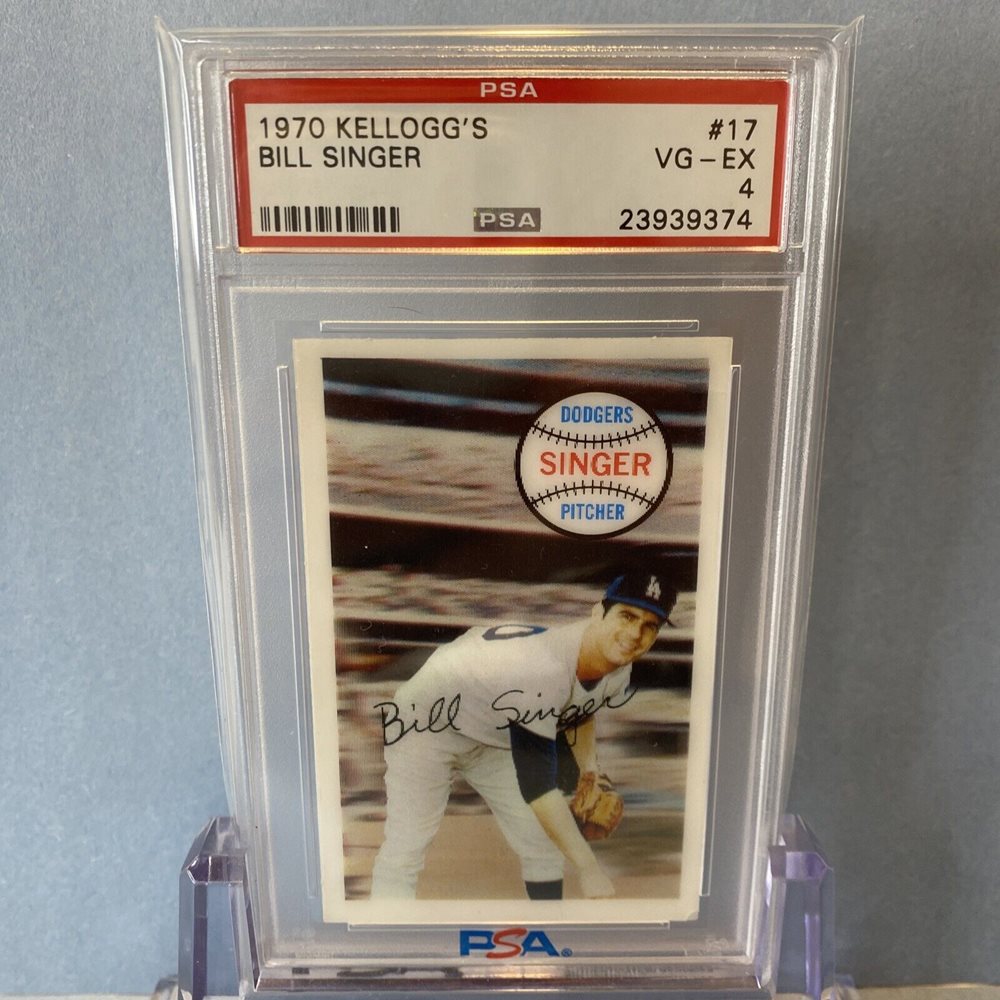 PSA
1970 KELLOGG'S #17
BILL SINGER VG-EX
4
PSA 23939374
DODGERS
SINGER
PITCHER
A
Bill Singer
PSA®